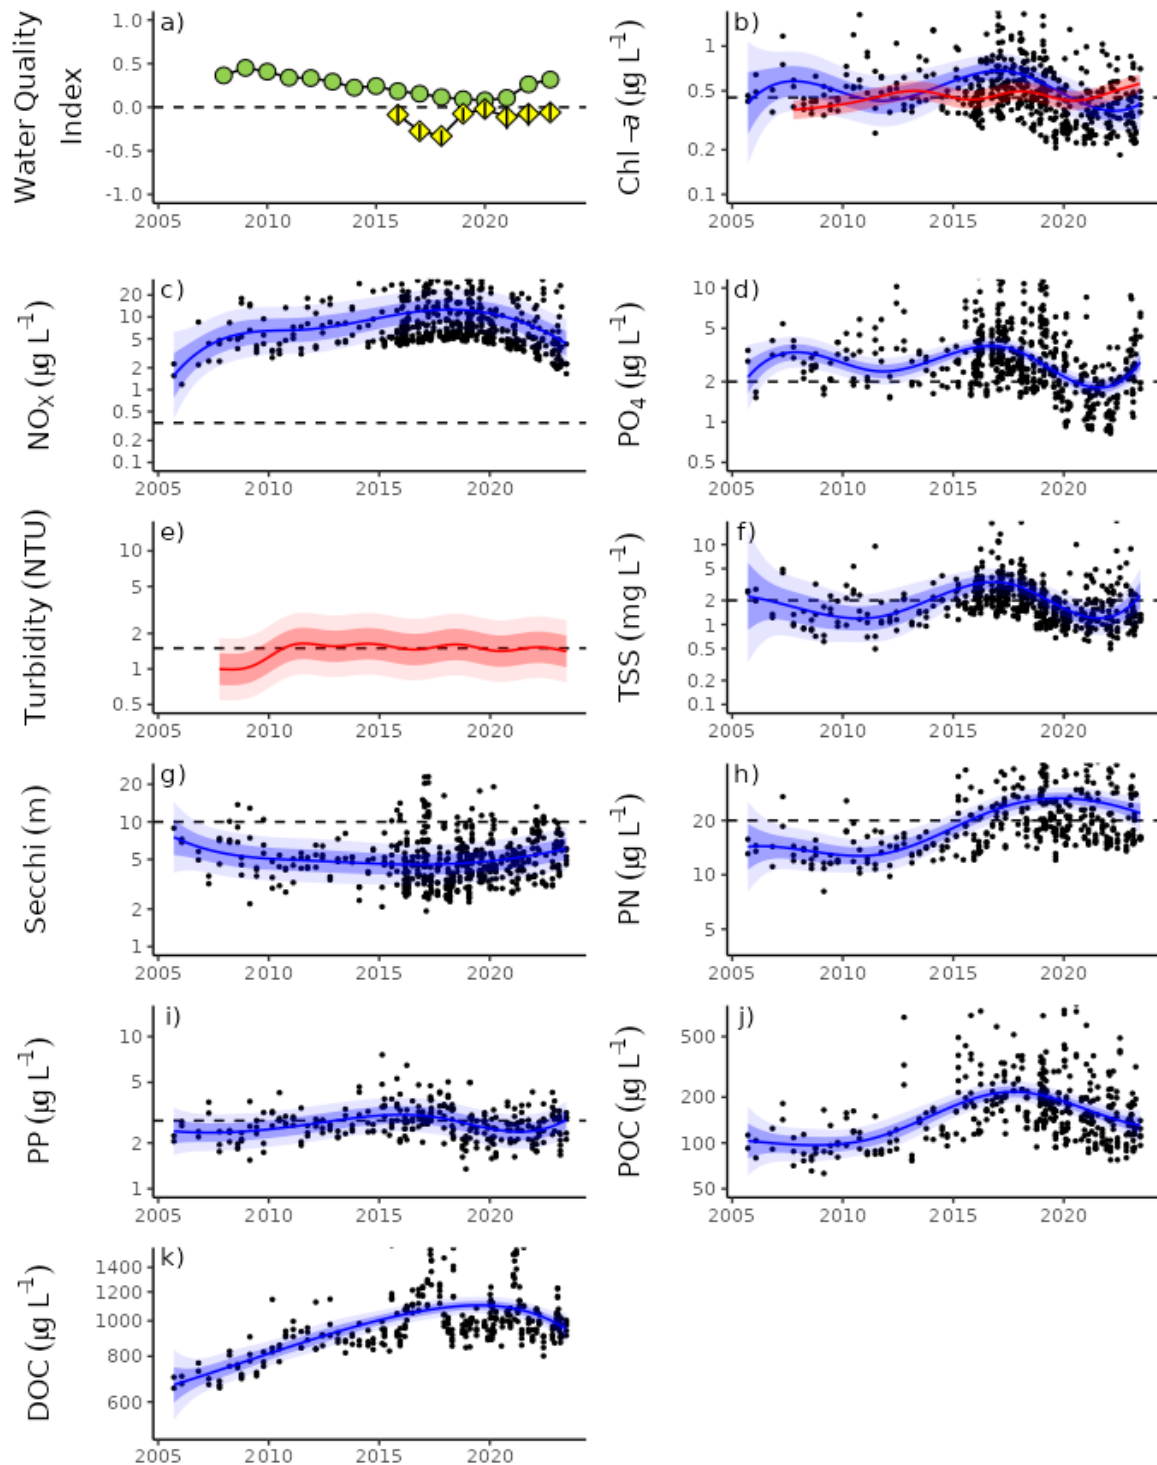 a)
Water Quality
Index
1.0
0.5
0.0
-0.5
-1.0
2005 2010 2015 2020
b)
Chl−a (µg L⁻¹)
1
0.5
0.2
0.1
2005 2010 2015 2020
c)
NOX (µg L⁻¹)
20
10
5
2
1
0.5
0.2
0.1
2005 2010 2015 2020
d)
PO4 (µg L⁻¹)
10
5
2
1
0.5
2005 2010 2015 2020
e)
Turbidity (NTU)
10
5
2
1
0.5
2005 2010 2015 2020
f)
TSS (mg L⁻¹)
10
5
2
1
0.5
0.2
0.1
2005 2010 2015 2020
g)
Secchi (m)
20
10
5
2
1
2005 2010 2015 2020
h)
PN (µg L⁻¹)
20
10
5
2005 2010 2015 2020
i)
PP (µg L⁻¹)
10
5
2
1
2005 2010 2015 2020
j)
POC (µg L⁻¹)
500
200
100
50
2005 2010 2015 2020
k)
DOC (µg L⁻¹)
1400
1200
1000
800
600
2005 2010 2015 2020